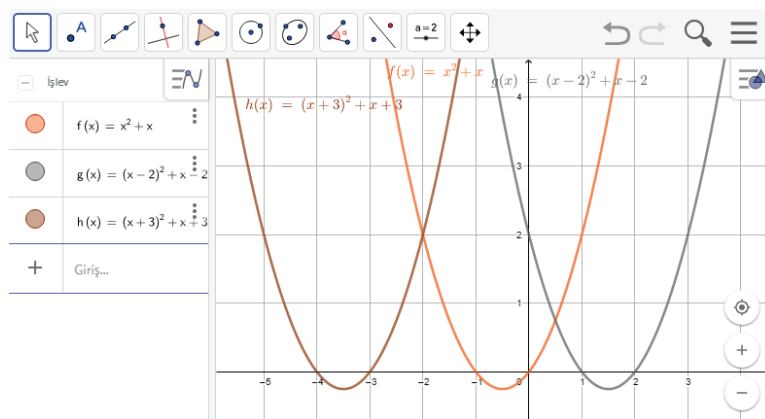 A
α
a = 2
İşlev
f(x) = x² + x
g(x) = (x − 2)² + x − 2
h(x) = (x + 3)² + x + 3
Giriş...
f(x) = x² + x
g(x) = (x − 2)² + x − 2
h(x) = (x + 3)² + x + 3
4
3
2
1
−5 −4 −3 −2 −1 0 1 2 3